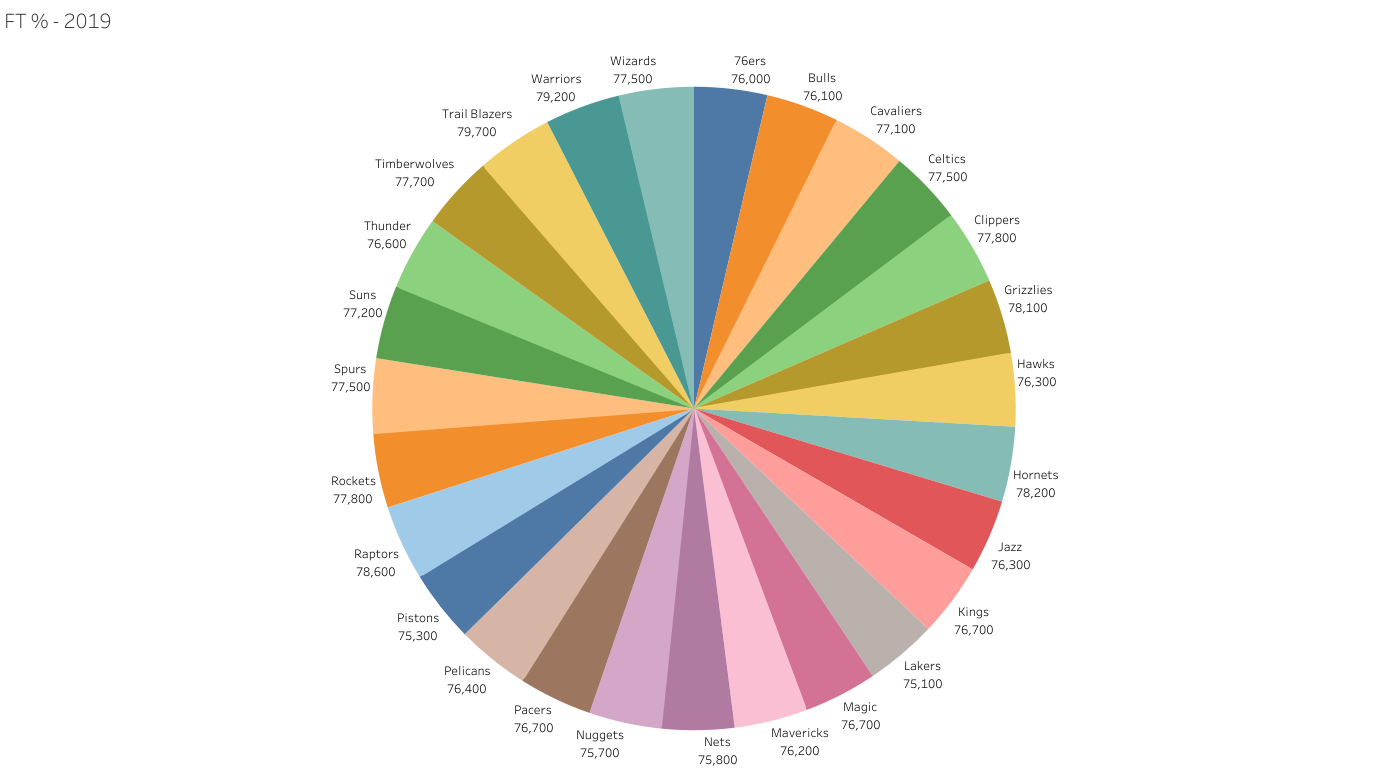 FT % - 2019
76ers
76,000
Bulls
76,100
Cavaliers
77,100
Celtics
77,500
Clippers
77,800
Grizzlies
78,100
Hawks
76,300
Hornets
78,200
Jazz
76,300
Kings
76,700
Lakers
75,100
Magic
76,700
Mavericks
76,200
Nets
75,800
Nuggets
75,700
Pacers
76,700
Pelicans
76,400
Pistons
75,300
Raptors
78,600
Rockets
77,800
Spurs
77,500
Suns
77,200
Thunder
76,600
Timberwolves
77,700
Trail Blazers
79,700
Warriors
79,200
Wizards
77,500